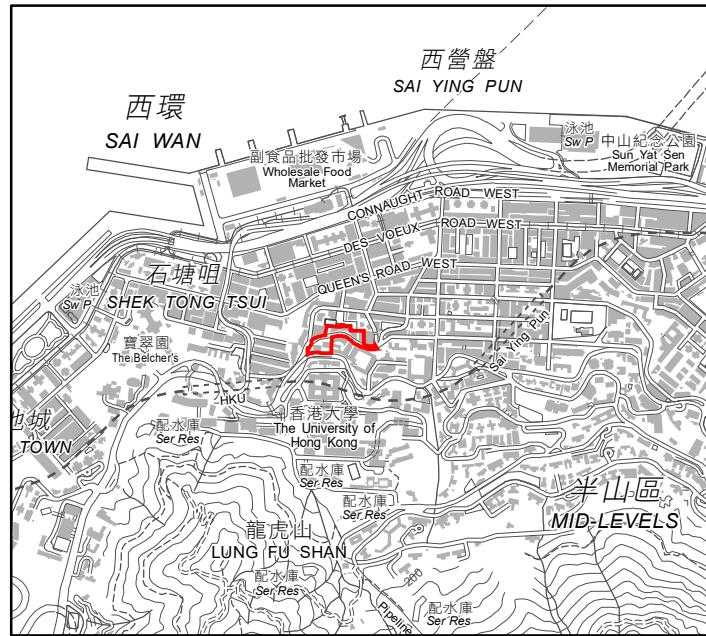 西營盤
SAI YING PUN
西環
SAI WAN
泳池
Sw P
中山紀念公園
Sun Yat Sen
Memorial Park
副食品批發市場
Wholesale Food
Market
CONNAUGHT ROAD WEST
DES VOEUX ROAD WEST
QUEEN'S ROAD WEST
石塘咀
SHEK TONG TSUI
泳池
Sw P
寶翠園
The Belcher's
Sai Ying Pun
HKU
香港大學
The University of
Hong Kong
城
TOWN
配水庫
Ser Res
配水庫
Ser Res
配水庫
Ser Res
半山區
MID-LEVELS
龍虎山
LUNG FU SHAN
配水庫
Ser Res
200
Pipeline
配水庫
Ser Res